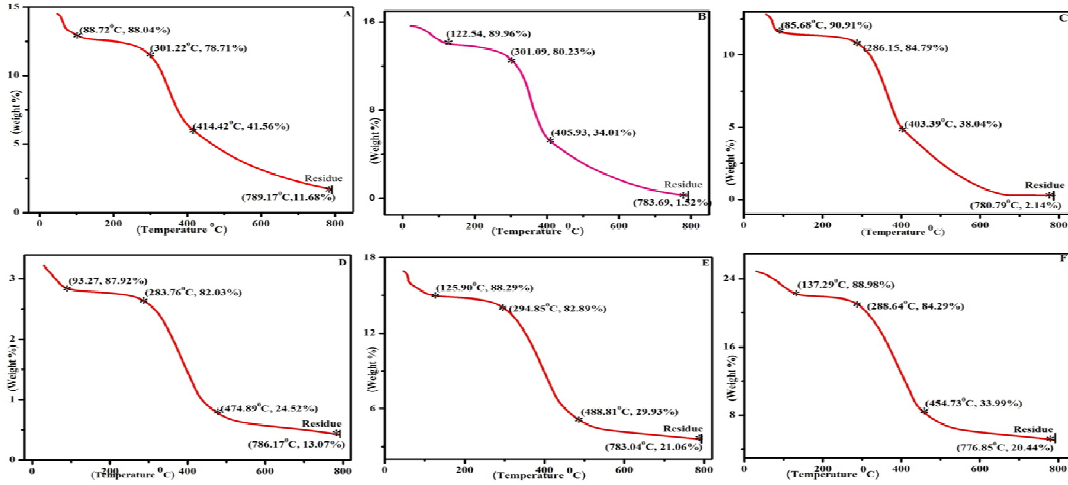 A
15
10
5
0
(weight %)
(88.72°C, 88.04%)
(301.22°C, 78.71%)
(414.42°C, 41.56%)
Residue
(789.17°C,11.68%)
0 200 400 600 800
(Temperature °C)
B
16
8
0
(Weight %)
(122.54, 89.96%)
(301.09, 80.23%)
(405.93, 34.01%)
Residue
(783.69, 1.52%)
0 200 400 600 800
(Temperature °C)
C
10
5
0
(Weight %)
(85.68°C, 90.91%)
(286.15, 84.79%)
(403.39°C, 38.04%)
Residue
(780.79°C, 2.14%)
0 200 400 600 800
(Temperature °C)
D
3
2
1
0
(Weight %)
(93.27, 87.92%)
(283.76°C, 82.03%)
(474.89°C, 24.52%)
Residue
(786.17°C, 13.07%)
0 200 400 600 800
(Temperature °C)
E
18
12
6
(Weight %)
(125.90°C, 88.29%)
(294.85°C, 82.89%)
(488.81°C, 29.93%)
Residue
(783.04°C, 21.06%)
0 200 400 600 800
(Temperature °C)
F
24
16
8
(Weight %)
(137.29°C, 88.98%)
(288.64°C, 84.29%)
(454.73°C, 33.99%)
Residue
(776.85°C, 20.44%)
0 200 400 600 800
(Temperature °C)